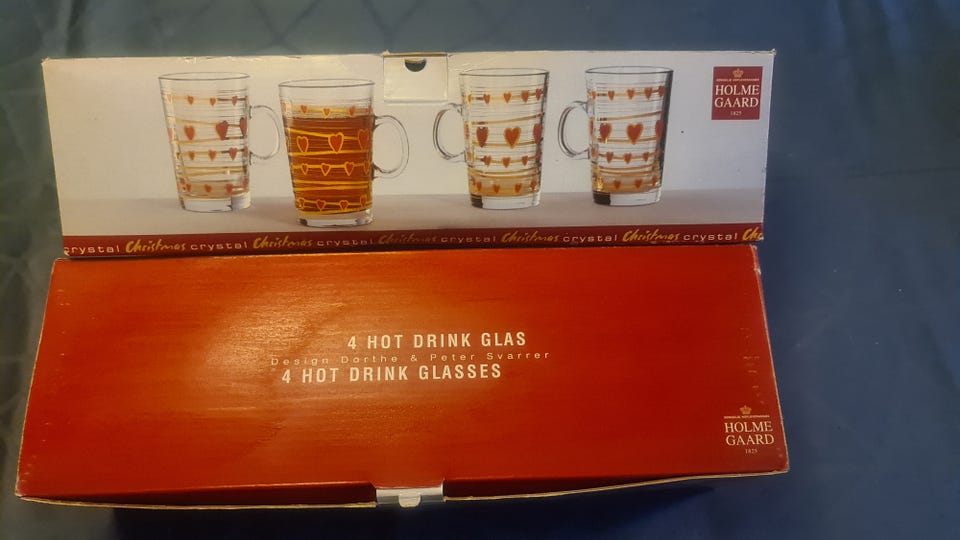 HOLME
GAARD
1825
crystal Christmas crystal Christmas crystal Christmas crystal Christmas crystal Christmas crystal Chr
4 HOT DRINK GLAS
Design Dorthe & Peter Svarrer
4 HOT DRINK GLASSES
HOLME
GAARD
1825